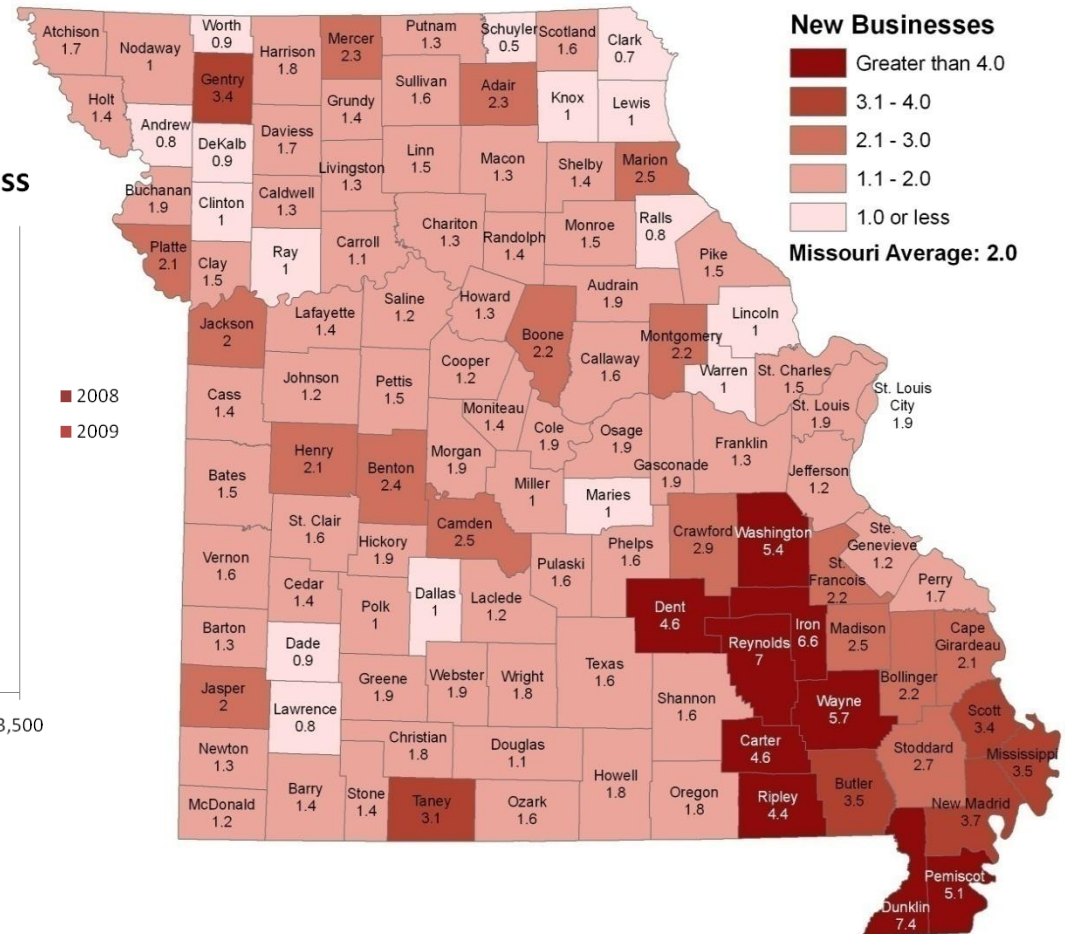 ss
2008
2009
3,500
New Businesses
Greater than 4.0
3.1 - 4.0
2.1 - 3.0
1.1 - 2.0
1.0 or less
Missouri Average: 2.0
Atchison
1.7
Nodaway
1
Worth
0.9
Harrison
1.8
Mercer
2.3
Putnam
1.3
Schuyler
0.5
Scotland
1.6
Clark
0.7
Gentry
3.4
Holt
1.4
Andrew
0.8
DeKalb
0.9
Daviess
1.7
Grundy
1.4
Sullivan
1.6
Adair
2.3
Knox
1
Lewis
1
Buchanan
1.9
Clinton
1
Caldwell
1.3
Livingston
1.3
Linn
1.5
Macon
1.3
Shelby
1.4
Marion
2.5
Platte
2.1
Clay
1.5
Ray
1
Carroll
1.1
Chariton
1.3
Randolph
1.4
Monroe
1.5
Ralls
0.8
Pike
1.5
Jackson
2
Lafayette
1.4
Saline
1.2
Howard
1.3
Boone
2.2
Audrain
1.9
Callaway
1.6
Montgomery
2.2
Lincoln
1
Warren
1
St. Charles
1.5
St. Louis
1.9
St. Louis
City
1.9
Cass
1.4
Johnson
1.2
Pettis
1.5
Cooper
1.2
Moniteau
1.4
Cole
1.9
Osage
1.9
Gasconade
1.9
Franklin
1.3
Jefferson
1.2
Bates
1.5
Henry
2.1
Benton
2.4
Morgan
1.9
Miller
1
Maries
1
St. Clair
1.6
Hickory
1.9
Camden
2.5
Pulaski
1.6
Phelps
1.6
Crawford
2.9
Washington
5.4
Ste.
Genevieve
1.2
St.
Francois
2.2
Perry
1.7
Vernon
1.6
Cedar
1.4
Polk
1
Dallas
1
Laclede
1.2
Dent
4.6
Iron
6.6
Reynolds
7
Madison
2.5
Bollinger
2.2
Cape
Girardeau
2.1
Barton
1.3
Dade
0.9
Greene
1.9
Webster
1.9
Wright
1.8
Texas
1.6
Shannon
1.6
Wayne
5.7
Scott
3.4
Jasper
2
Lawrence
0.8
Christian
1.8
Douglas
1.1
Howell
1.8
Carter
4.6
Butler
3.5
Stoddard
2.7
Mississippi
3.5
Newton
1.3
McDonald
1.2
Barry
1.4
Stone
1.4
Taney
3.1
Ozark
1.6
Oregon
1.8
Ripley
4.4
New Madrid
3.7
Dunklin
7.4
Pemiscot
5.1